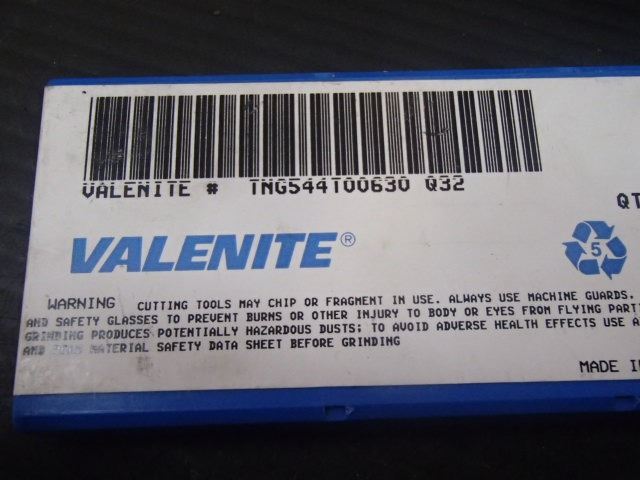 VALENITE # TNG544T00630 Q32
QT
VALENITE®
5
WARNING CUTTING TOOLS MAY CHIP OR FRAGMENT IN USE. ALWAYS USE MACHINE GUARDS.
AND SAFETY GLASSES TO PREVENT BURNS OR OTHER INJURY TO BODY OR EYES FROM FLYING PARTI
GRINDING PRODUCES POTENTIALLY HAZARDOUS DUSTS; TO AVOID ADVERSE HEALTH EFFECTS USE A
AND MATERIAL SAFETY DATA SHEET BEFORE GRINDING
MADE I